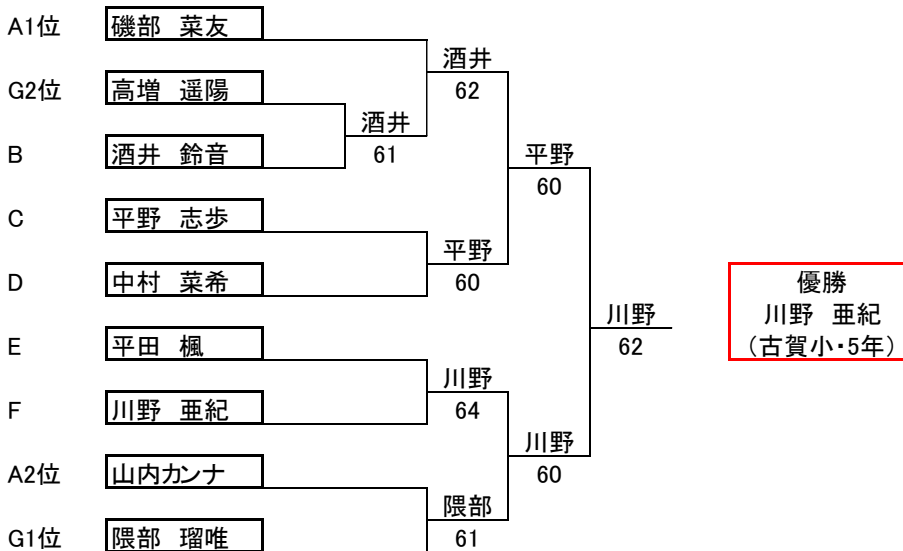 A1位 磯部 菜友
酒井
62
G2位 高増 遥陽
酒井
61
B 酒井 鈴音
平野
60
C 平野 志歩
平野
60
D 中村 菜希
川野
62
優勝
川野 亜紀
(古賀小・5年)
E 平田 楓
川野
64
F 川野 亜紀
川野
60
A2位 山内カンナ
隈部
61
G1位 隈部 瑠唯